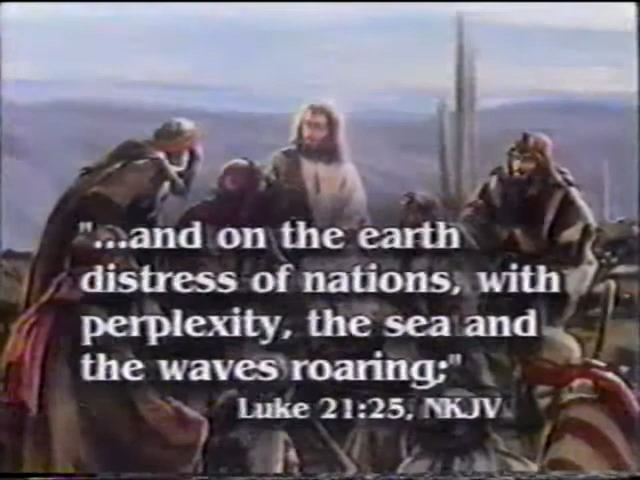 "...and on the earth
distress of nations, with
perplexity, the sea and
the waves roaring;"
Luke 21:25, NKJV